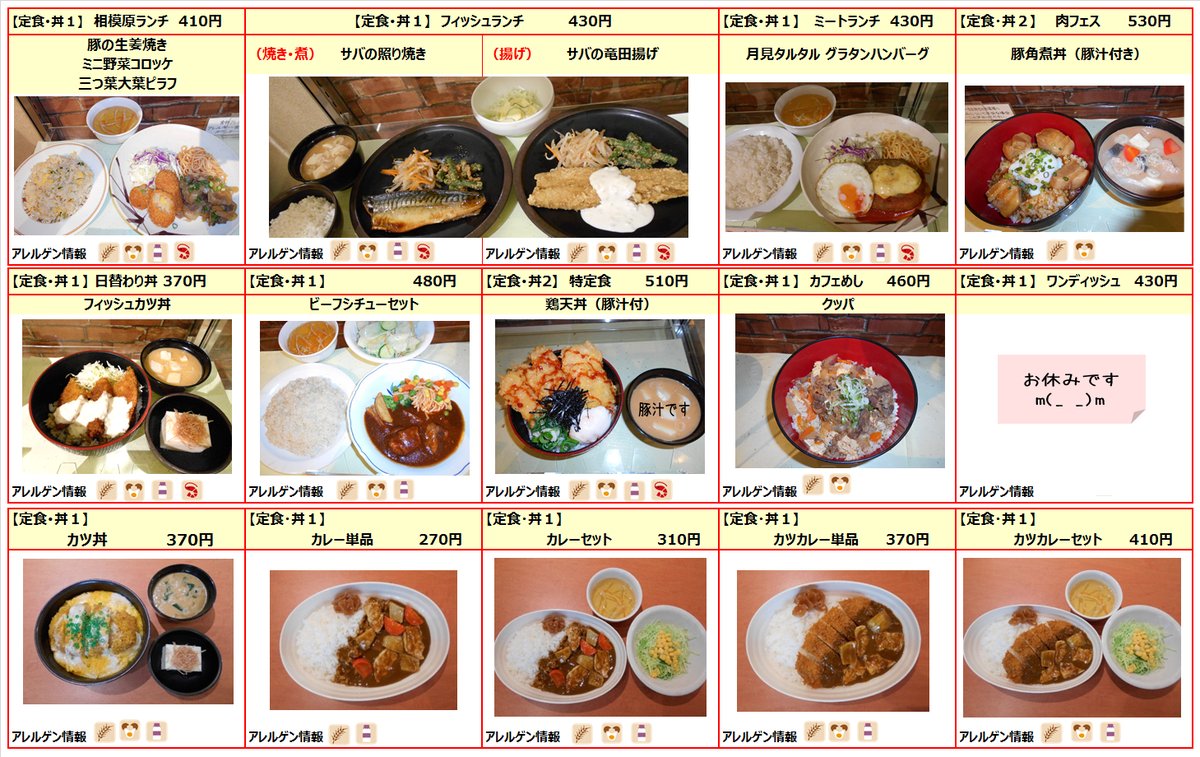 【定食・丼１】 相模原ランチ 410円
豚の生姜焼き
ミニ野菜コロッケ
三つ葉大葉ピラフ
アレルゲン情報
【定食・丼１】 フィッシュランチ 430円
（焼き・煮） サバの照り焼き
（揚げ） サバの竜田揚げ
アレルゲン情報
アレルゲン情報
【定食・丼１】 ミートランチ 430円
月見タルタル グラタンハンバーグ
アレルゲン情報
【定食・丼２】 肉フェス 530円
豚角煮丼（豚汁付き）
アレルゲン情報
【定食・丼１】 日替わり丼 370円
フィッシュカツ丼
アレルゲン情報
【定食・丼１】 480円
ビーフシチューセット
アレルゲン情報
【定食・丼２】 特定食 510円
鶏天丼（豚汁付）
豚汁です
アレルゲン情報
【定食・丼１】 カフェめし 460円
クッパ
アレルゲン情報
【定食・丼１】 ワンディッシュ 430円
お休みです
m(_ _)m
アレルゲン情報
【定食・丼１】
カツ丼 370円
アレルゲン情報
【定食・丼１】
カレー単品 270円
アレルゲン情報
【定食・丼１】
カレーセット 310円
アレルゲン情報
【定食・丼１】
カツカレー単品 370円
アレルゲン情報
【定食・丼１】
カツカレーセット 410円
アレルゲン情報